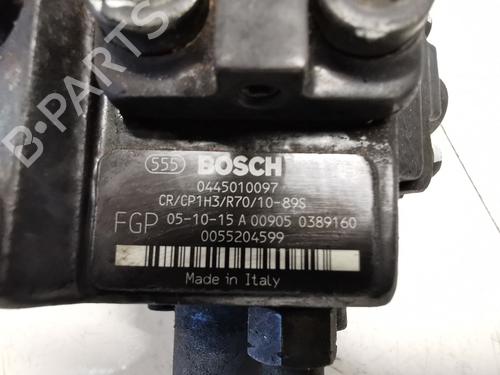 B-PARTS
555 BOSCH
0445010097
CR/CP1H3/R70/10-89S
FGP 05-10-15 A 00905 0389160
0055204599
Made in Italy